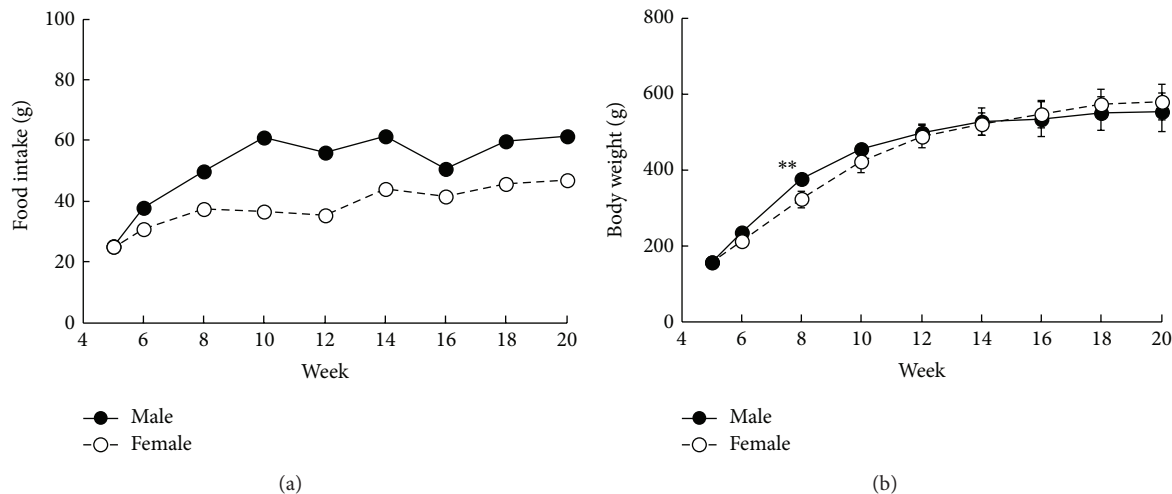 100
80
60
40
20
0
Food intake (g)
4 6 8 10 12 14 16 18 20
Week
Male
Female
(a)
800
600
400
200
0
Body weight (g)
**
4 6 8 10 12 14 16 18 20
Week
Male
Female
(b)